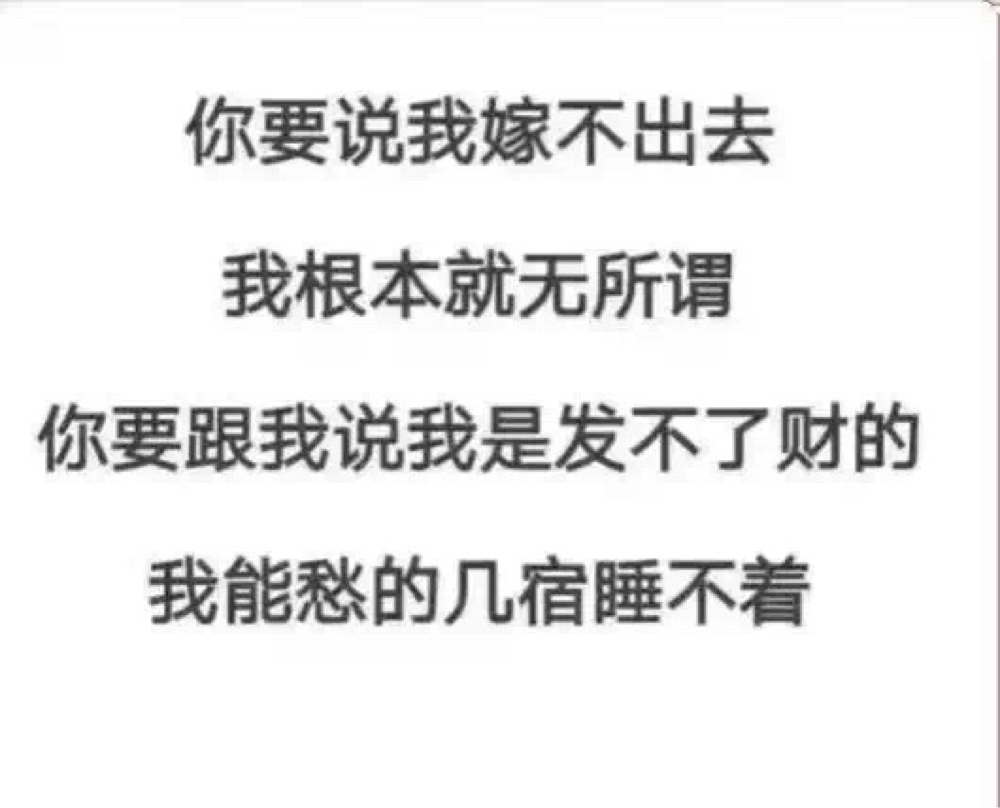 你要说我嫁不出去
我根本就无所谓
你要跟我说我是发不了财的
我能愁的几宿睡不着